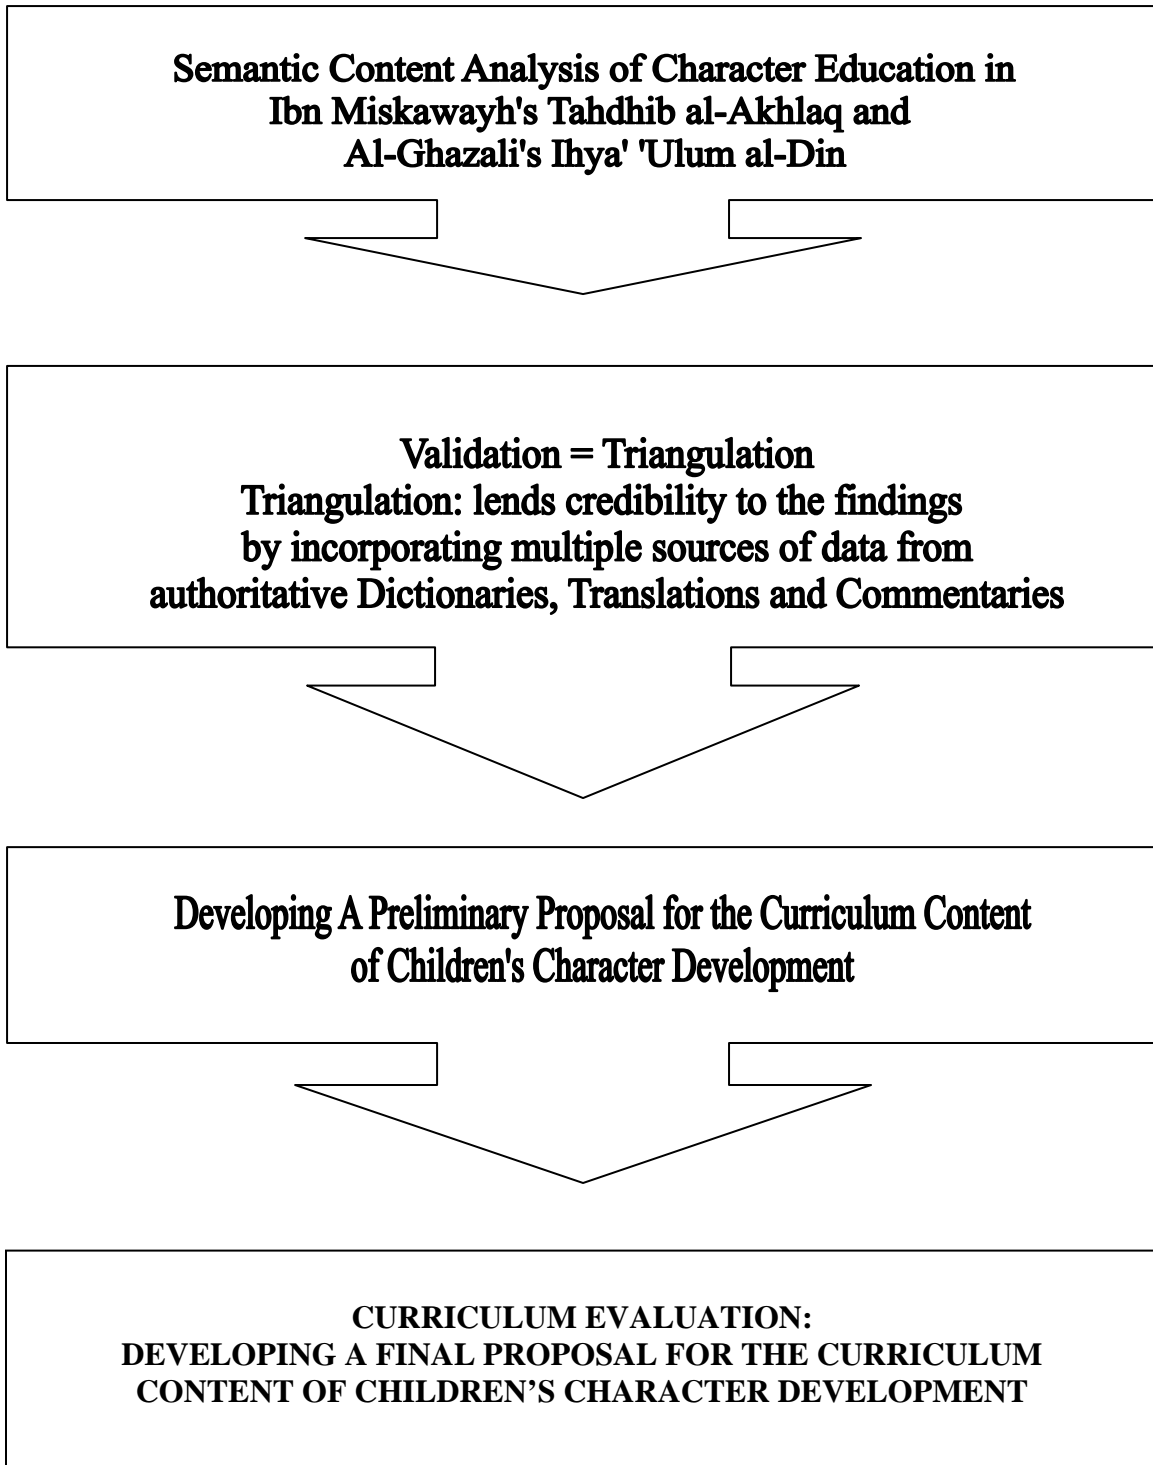 Semantic Content Analysis of Character Education in
Ibn Miskawayh's Tahdhib al-Akhlaq and
Al-Ghazali's Ihya' 'Ulum al-Din
Validation = Triangulation
Triangulation: lends credibility to the findings
by incorporating multiple sources of data from
authoritative Dictionaries, Translations and Commentaries
Developing A Preliminary Proposal for the Curriculum Content
of Children's Character Development
CURRICULUM EVALUATION:
DEVELOPING A FINAL PROPOSAL FOR THE CURRICULUM
CONTENT OF CHILDREN’S CHARACTER DEVELOPMENT